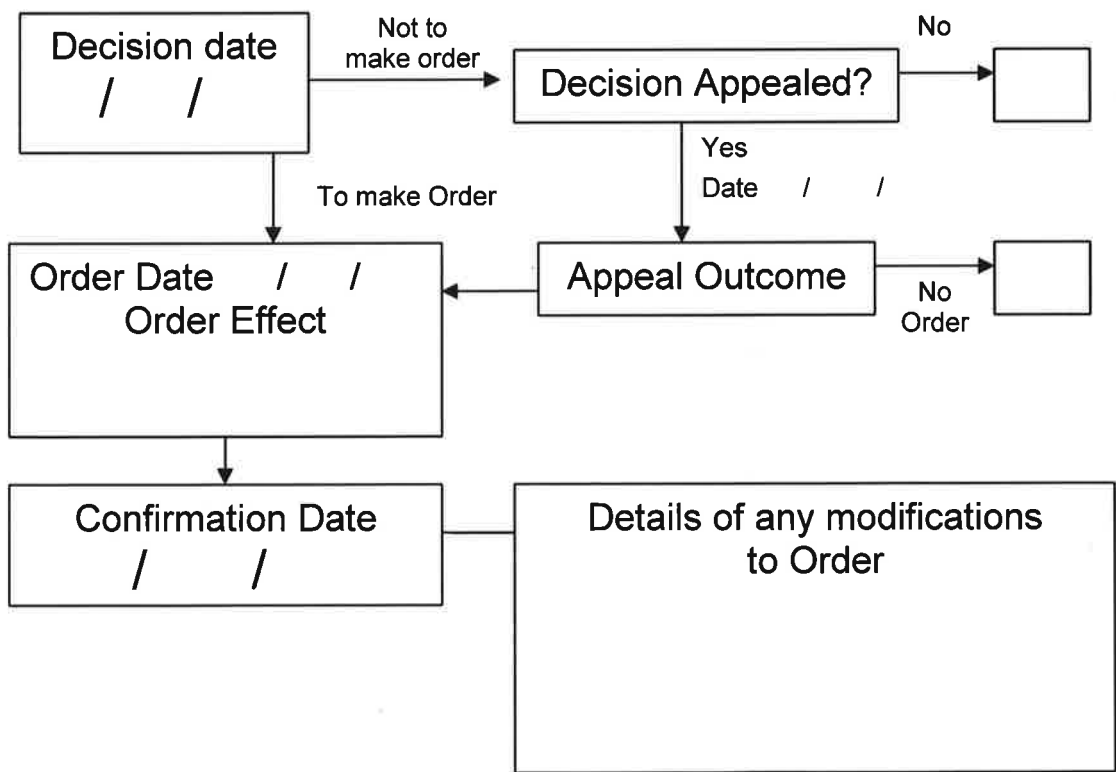 Decision date
/ /
Not to
make order
Decision Appealed?
No
Yes
Date / /
To make Order
Order Date / /
Order Effect
Appeal Outcome
No
Order
Confirmation Date
/ /
Details of any modifications
to Order